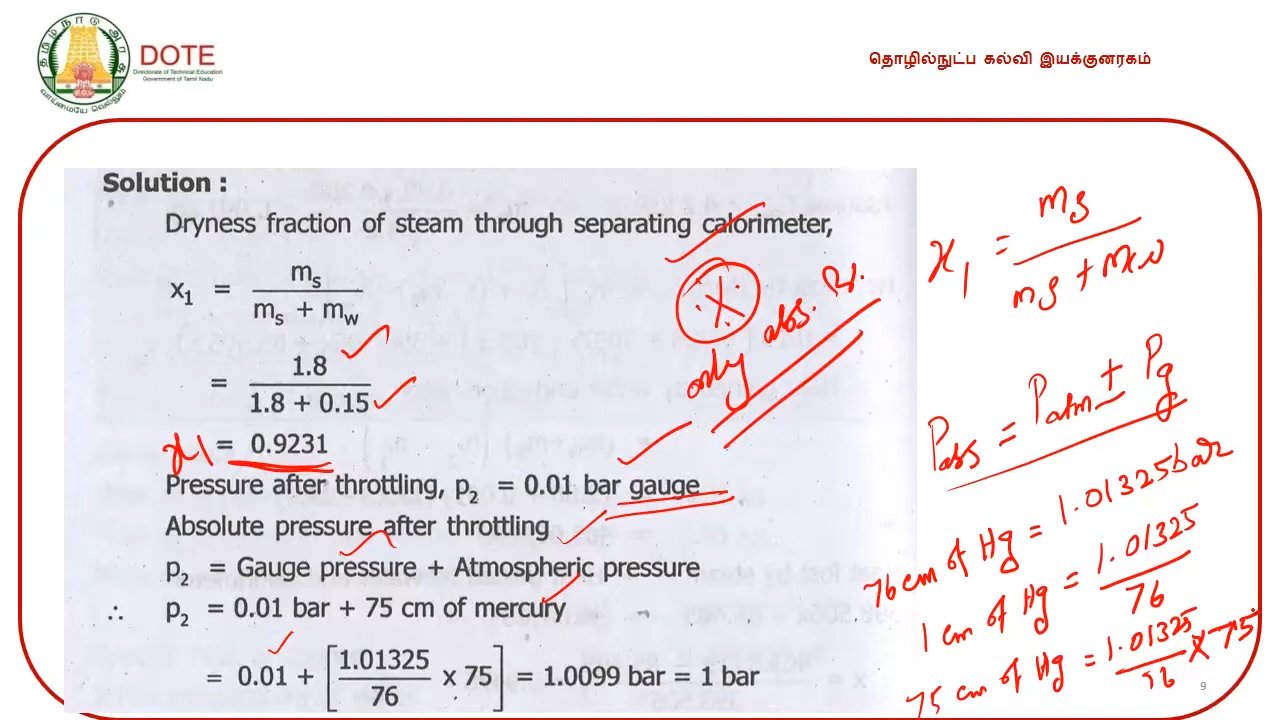 தமிழ்நாடு அரசு
வாய்மையே வெல்லும்
DOTE
Directorate of Technical Education
Government of Tamil Nadu
தொழில்நுட்ப கல்வி இயக்குனரகம்
Solution :
Dryness fraction of steam through separating calorimeter,
x₁ = mₛ / (mₛ + m_w)
= 1.8 / (1.8 + 0.15)
x1 = 0.9231
Pressure after throttling, p₂ = 0.01 bar gauge
Absolute pressure after throttling
p₂ = Gauge pressure + Atmospheric pressure
∴ p₂ = 0.01 bar + 75 cm of mercury
= 0.01 + [1.01325 / 76 x 75] = 1.0099 bar = 1 bar
only abs. Pr.
x₁ = ms / (ms + mw)
Pabs = Patm ± Pg
76 cm of Hg = 1.01325 bar
1 cm of Hg = 1.01325 / 76
75 cm of Hg = 1.01325 / 76 × 75
9